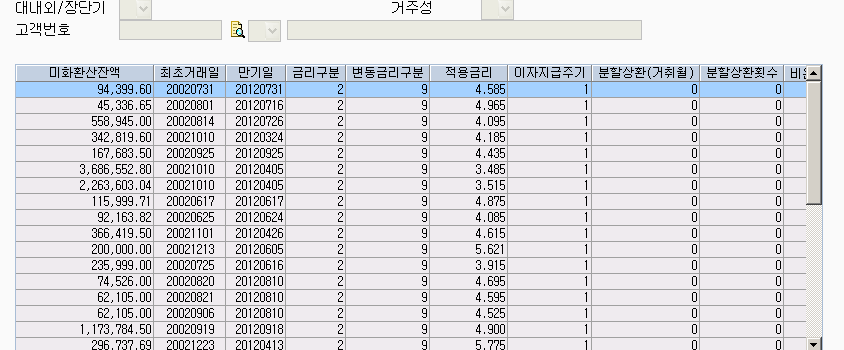 대내외/장단기 거주성
고객번호
미화환산잔액 최초거래일 만기일 금리구분 변동금리구분 적용금리 이자지급주기 분할상환(거취월) 분할상환횟수
94,399.60 20020731 20120731 2 9 4.585 1 0 0
45,336.65 20020801 20120716 2 9 4.965 1 0 0
558,945.00 20020814 20120726 2 9 4.095 1 0 0
342,819.60 20021010 20120324 2 9 4.185 1 0 0
167,683.50 20020925 20120925 2 9 4.435 1 0 0
3,686,552.80 20021010 20120405 2 9 3.485 1 0 0
2,263,603.04 20021010 20120405 2 9 3.515 1 0 0
115,999.71 20020617 20120617 2 9 4.875 1 0 0
92,163.82 20020625 20120624 2 9 4.085 1 0 0
366,419.50 20021101 20120426 2 9 4.615 1 0 0
200,000.00 20021213 20120605 2 9 5.621 1 0 0
235,999.00 20020725 20120616 2 9 3.915 1 0 0
74,526.00 20020820 20120810 2 9 4.695 1 0 0
62,105.00 20020821 20120810 2 9 4.595 1 0 0
62,105.00 20020906 20120810 2 9 4.525 1 0 0
1,173,784.50 20020919 20120918 2 9 4.900 1 0 0
296,737.69 20021223 20120413 2 9 5.775 1 0 0